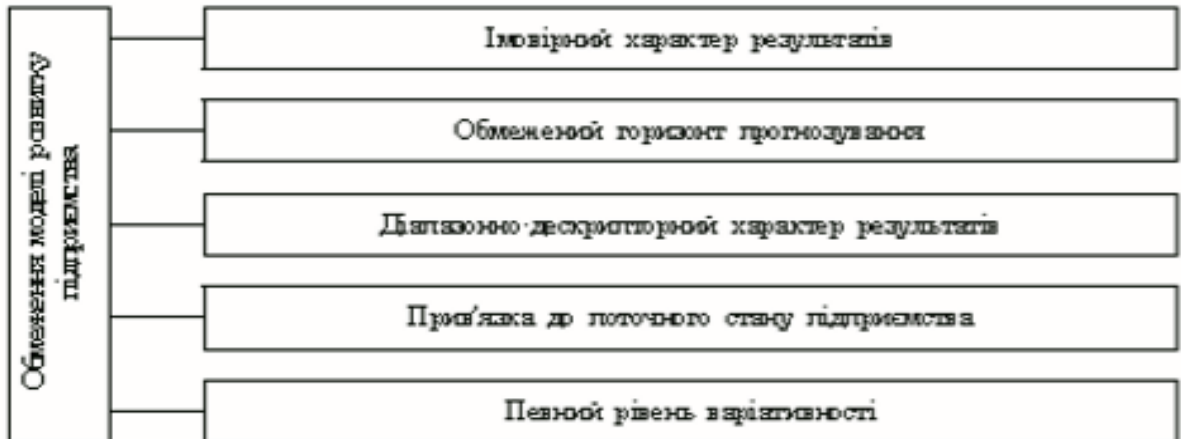 Обмеження моделі розвитку
підприємства
Імовірний характер результатів
Обмежений горизонт прогнозування
Діапазонно-дескрипторний характер результатів
Прив'язка до поточного стану підприємства
Певний рівень варіативності